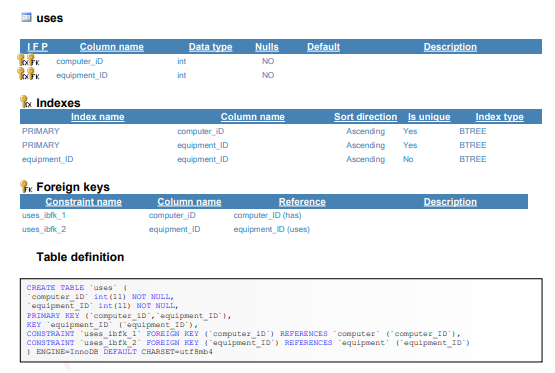 uses
I F P Column name Data type Nulls Default Description
computer_iD int NO
equipment_ID int NO
Indexes
Index name Column name Sort direction Is unique Index type
PRIMARY computer_iD Ascending Yes BTREE
PRIMARY equipment_ID Ascending Yes BTREE
equipment_ID equipment_ID Ascending No BTREE
Foreign keys
Constraint name Column name Reference Description
uses_ibfk_1 computer_iD computer_ID (has)
uses_ibfk_2 equipment_ID equipment_ID (uses)
Table definition
CREATE TABLE `uses` (
`computer_iD` int(11) NOT NULL,
`equipment_ID` int(11) NOT NULL,
PRIMARY KEY (`computer_iD`,`equipment_ID`),
KEY `equipment_ID` (`equipment_ID`),
CONSTRAINT `uses_ibfk_1` FOREIGN KEY (`computer_iD`) REFERENCES `computer` (`computer_ID`),
CONSTRAINT `uses_ibfk_2` FOREIGN KEY (`equipment_ID`) REFERENCES `equipment` (`equipment_ID`)
) ENGINE=InnoDB DEFAULT CHARSET=utf8mb4